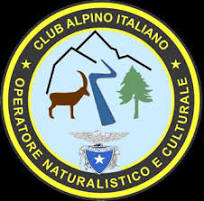 CLUB ALPINO ITALIANO
OPERATORE NATURALISTICO E CULTURALE